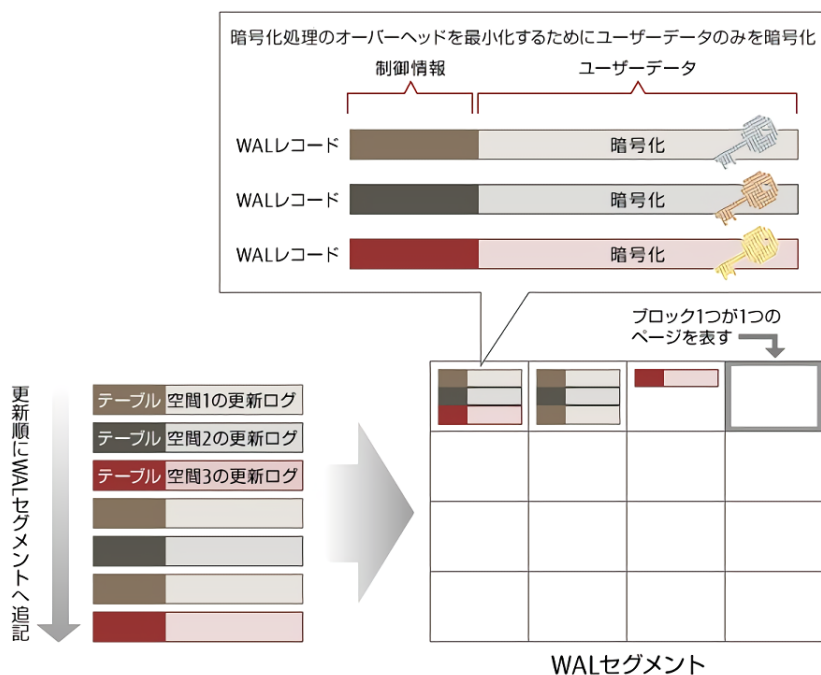 暗号化処理のオーバーヘッドを最小化するためにユーザーデータのみを暗号化
制御情報
ユーザーデータ
WALレコード
暗号化
WALレコード
暗号化
WALレコード
暗号化
ブロック1つが1つの
ページを表す
更新順にWALセグメントへ追記
テーブル 空間1の更新ログ
テーブル 空間2の更新ログ
テーブル 空間3の更新ログ
WALセグメント